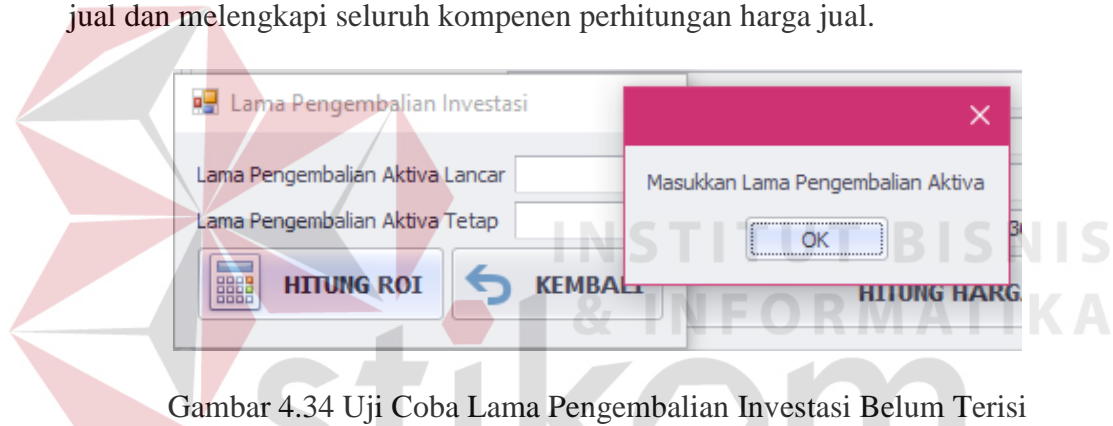 jual dan melengkapi seluruh kompenen perhitungan harga jual.
Lama Pengembalian Investasi
Lama Pengembalian Aktiva Lancar
Masukkan Lama Pengembalian Aktiva
Lama Pengembalian Aktiva Tetap
OK
HITUNG ROI
KEMBALI
HITUNG HARG
INSTITUT BISNIS
& INFORMATIKA
stikom
Gambar 4.34 Uji Coba Lama Pengembalian Investasi Belum Terisi